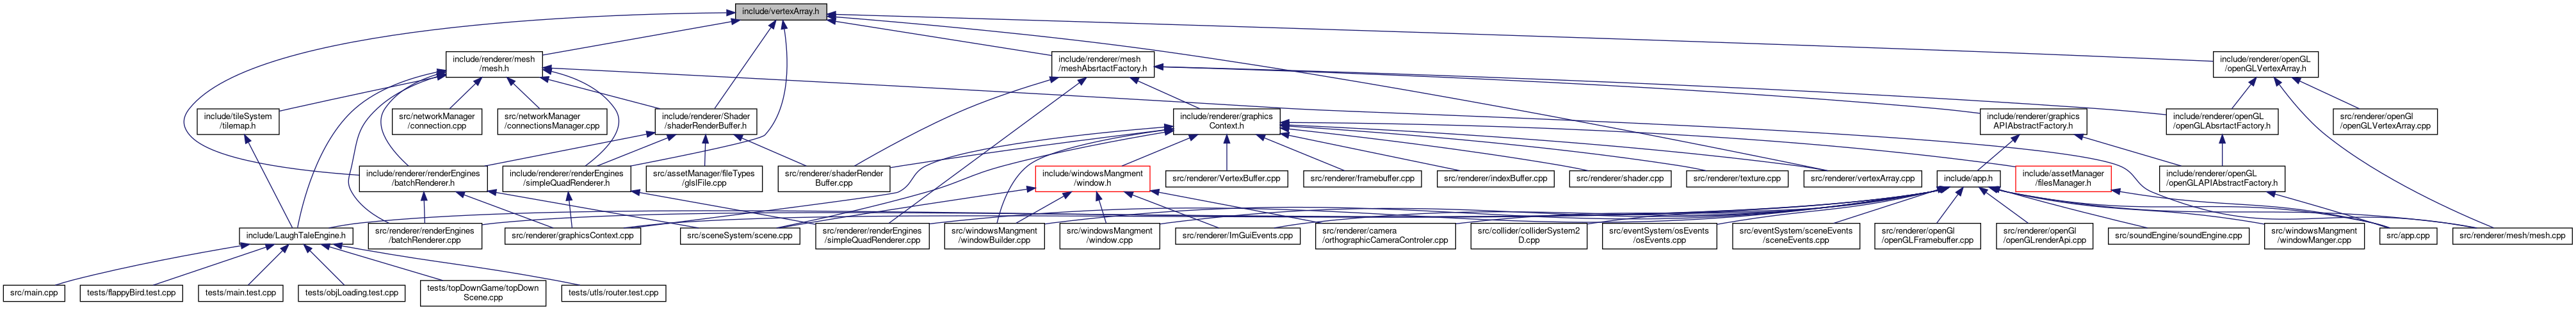 include/vertexArray.h
include/renderer/mesh
/mesh.h
include/renderer/mesh
/meshAbsrtactFactory.h
include/renderer/openGL
/openGLVertexArray.h
include/tileSystem
/tilemap.h
src/networkManager
/connection.cpp
src/networkManager
/connectionsManager.cpp
include/renderer/Shader
/shaderRenderBuffer.h
include/renderer/graphics
Context.h
include/renderer/graphics
APIAbstractFactory.h
include/renderer/openGL
/openGLAbsrtactFactory.h
src/renderer/openGl
/openGLVertexArray.cpp
include/renderer/renderEngines
/batchRenderer.h
include/renderer/renderEngines
/simpleQuadRenderer.h
src/assetManager/fileTypes
/glslFile.cpp
src/renderer/shaderRender
Buffer.cpp
include/windowsMangment
/window.h
src/renderer/VertexBuffer.cpp
src/renderer/framebuffer.cpp
src/renderer/indexBuffer.cpp
src/renderer/shader.cpp
src/renderer/texture.cpp
src/renderer/vertexArray.cpp
include/app.h
include/assetManager
/filesManager.h
include/renderer/openGL
/openGLAPIAbstractFactory.h
include/LaughTaleEngine.h
src/renderer/renderEngines
/batchRenderer.cpp
src/renderer/graphicsContext.cpp
src/sceneSystem/scene.cpp
src/renderer/renderEngines
/simpleQuadRenderer.cpp
src/windowsMangment
/windowBuilder.cpp
src/windowsMangment
/window.cpp
src/renderer/ImGuiEvents.cpp
src/renderer/camera
/orthographicCameraControler.cpp
src/collider/colliderSystem2
D.cpp
src/eventSystem/osEvents
/osEvents.cpp
src/eventSystem/sceneEvents
/sceneEvents.cpp
src/renderer/openGl
/openGLFramebuffer.cpp
src/renderer/openGl
/openGLrenderApi.cpp
src/soundEngine/soundEngine.cpp
src/windowsMangment
/windowManger.cpp
src/app.cpp
src/renderer/mesh/mesh.cpp
src/main.cpp
tests/flappyBird.test.cpp
tests/main.test.cpp
tests/objLoading.test.cpp
tests/topDownGame/topDown
Scene.cpp
tests/utls/router.test.cpp